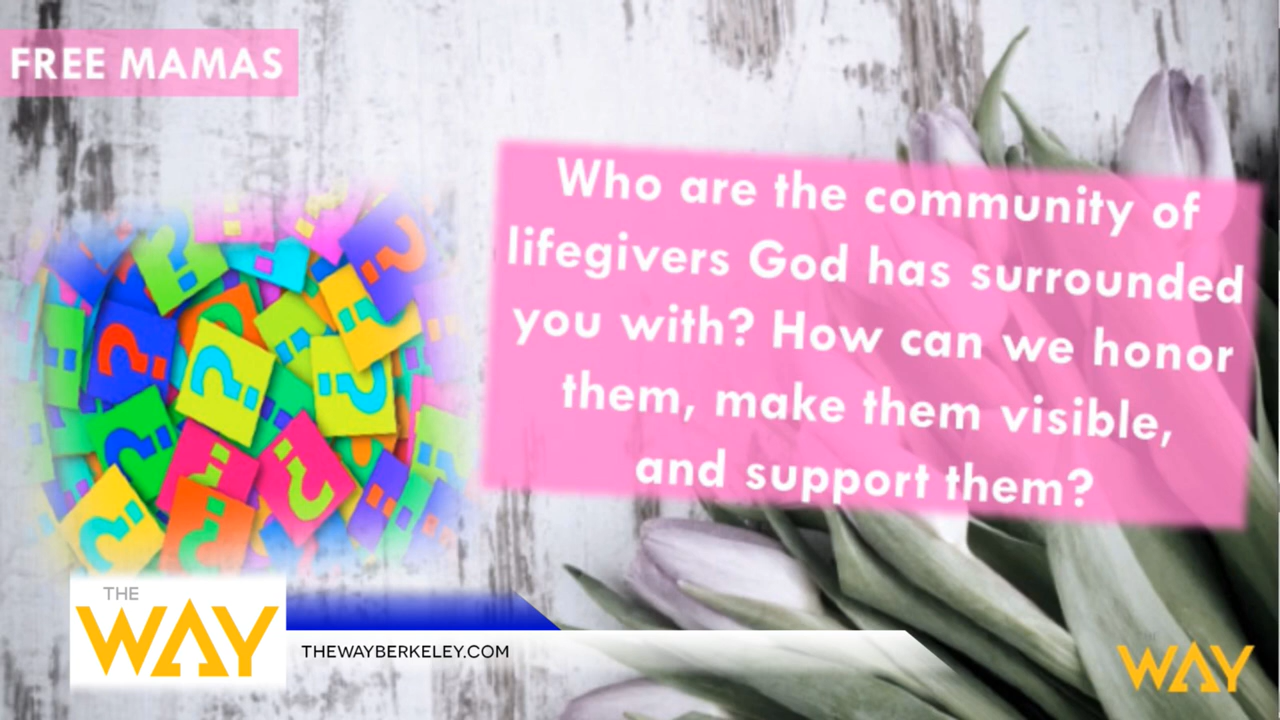 FREE MAMAS
Who are the community of
lifegivers God has surrounded
you with? How can we honor
them, make them visible,
and support them?
THE
WAY
THEWAYBERKELEY.COM
WAY